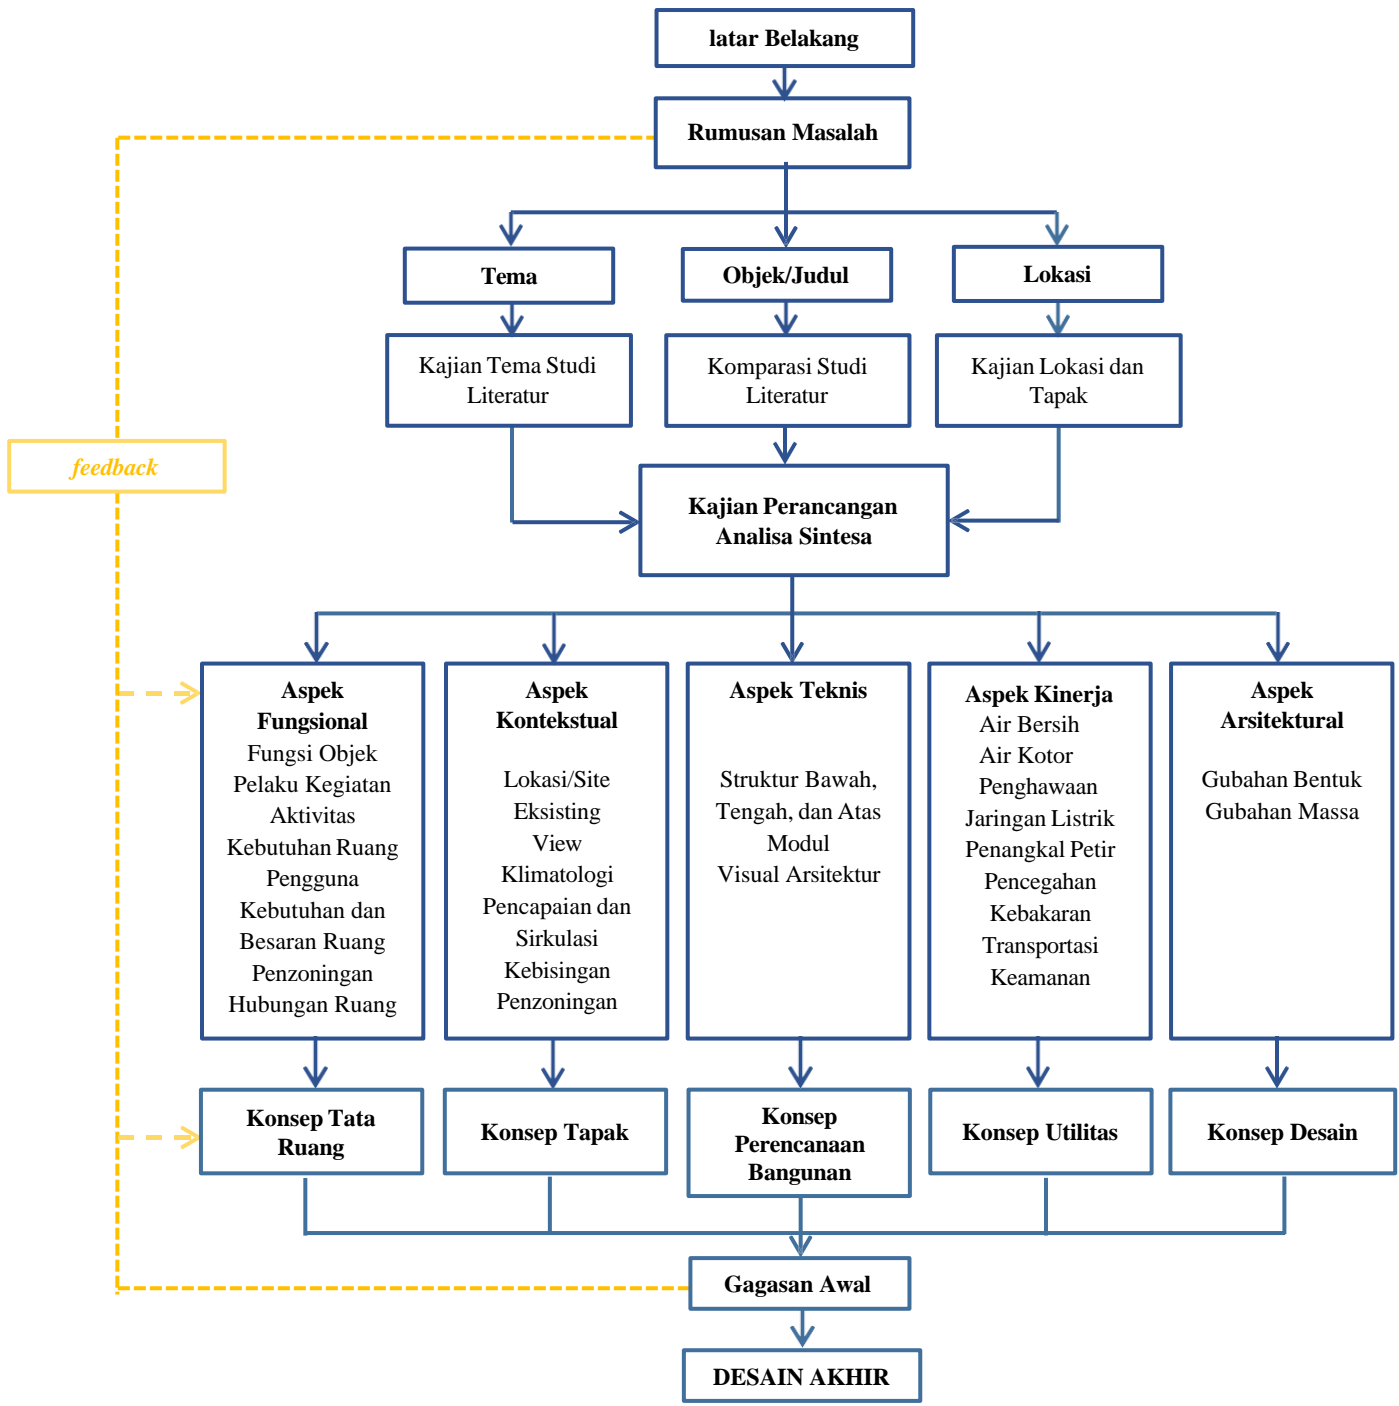 latar Belakang
Rumusan Masalah
Tema
Objek/Judul
Lokasi
Kajian Tema Studi
Literatur
Komparasi Studi
Literatur
Kajian Lokasi dan
Tapak
feedback
Kajian Perancangan
Analisa Sintesa
Aspek
Fungsional
Fungsi Objek
Pelaku Kegiatan
Aktivitas
Kebutuhan Ruang
Pengguna
Kebutuhan dan
Besaran Ruang
Penzoningan
Hubungan Ruang
Aspek
Kontekstual
Lokasi/Site
Eksisting
View
Klimatologi
Pencapaian dan
Sirkulasi
Kebisingan
Penzoningan
Aspek Teknis
Struktur Bawah,
Tengah, dan Atas
Modul
Visual Arsitektur
Aspek Kinerja
Air Bersih
Air Kotor
Penghawaan
Jaringan Listrik
Penangkal Petir
Pencegahan
Kebakaran
Transportasi
Keamanan
Aspek
Arsitektural
Gubahan Bentuk
Gubahan Massa
Konsep Tata
Ruang
Konsep Tapak
Konsep
Perencanaan
Bangunan
Konsep Utilitas
Konsep Desain
Gagasan Awal
DESAIN AKHIR